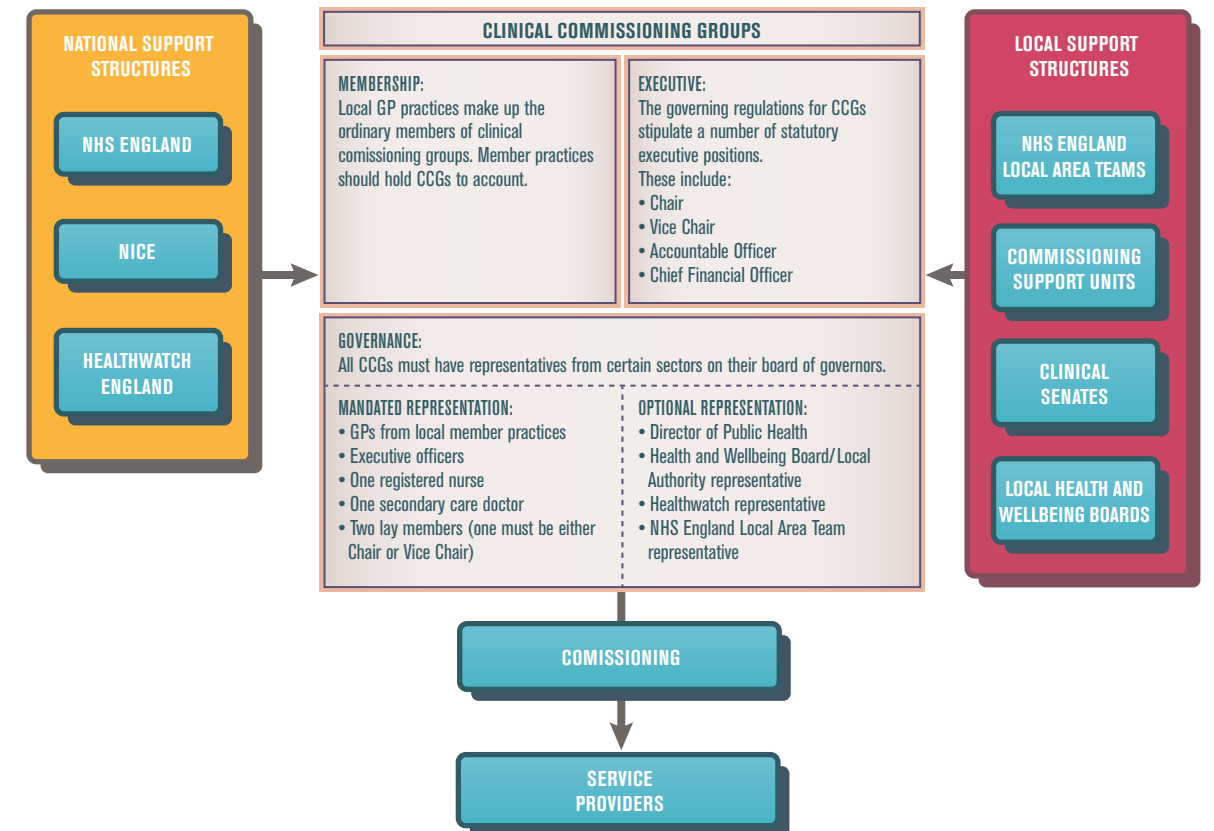 NATIONAL SUPPORT
STRUCTURES
NHS ENGLAND
NICE
HEALTHWATCH
ENGLAND
CLINICAL COMMISSIONING GROUPS
MEMBERSHIP:
Local GP practices make up the
ordinary members of clinical
comissioning groups. Member practices
should hold CCGs to account.
EXECUTIVE:
The governing regulations for CCGs
stipulate a number of statutory
executive positions.
These include:
• Chair
• Vice Chair
• Accountable Officer
• Chief Financial Officer
GOVERNANCE:
All CCGs must have representatives from certain sectors on their board of governors.
MANDATED REPRESENTATION:
• GPs from local member practices
• Executive officers
• One registered nurse
• One secondary care doctor
• Two lay members (one must be either
Chair or Vice Chair)
OPTIONAL REPRESENTATION:
• Director of Public Health
• Health and Wellbeing Board/Local
Authority representative
• Healthwatch representative
• NHS England Local Area Team
representative
LOCAL SUPPORT
STRUCTURES
NHS ENGLAND
LOCAL AREA TEAMS
COMMISSIONING
SUPPORT UNITS
CLINICAL
SENATES
LOCAL HEALTH AND
WELLBEING BOARDS
COMISSIONING
SERVICE
PROVIDERS